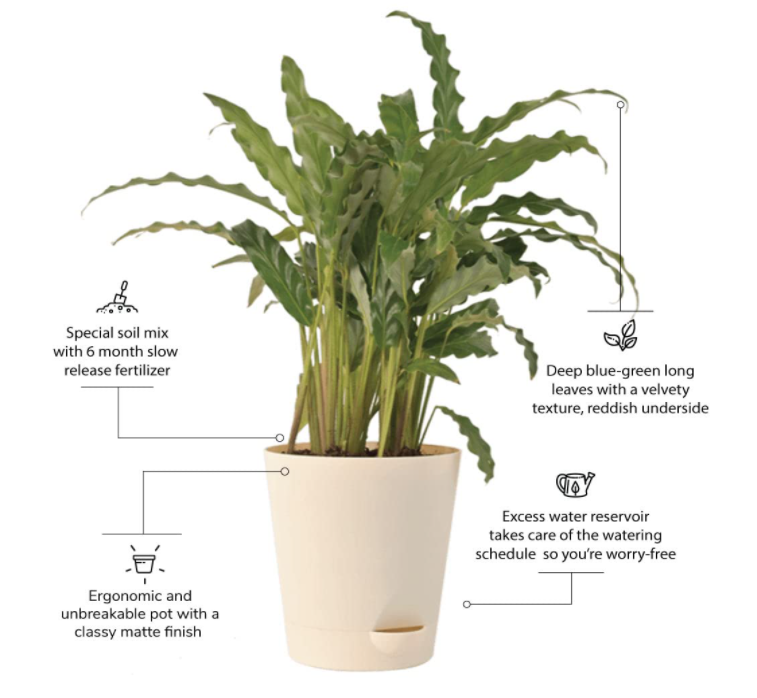 Special soil mix
with 6 month slow
release fertilizer
Deep blue-green long
leaves with a velvety
texture, reddish underside
Excess water reservoir
takes care of the watering
schedule so you're worry-free
Ergonomic and
unbreakable pot with a
classy matte finish